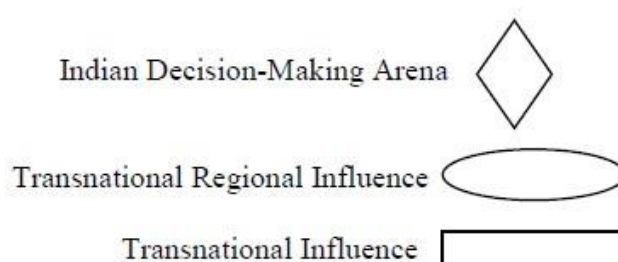 Indian Decision-Making Arena
Transnational Regional Influence
Transnational Influence